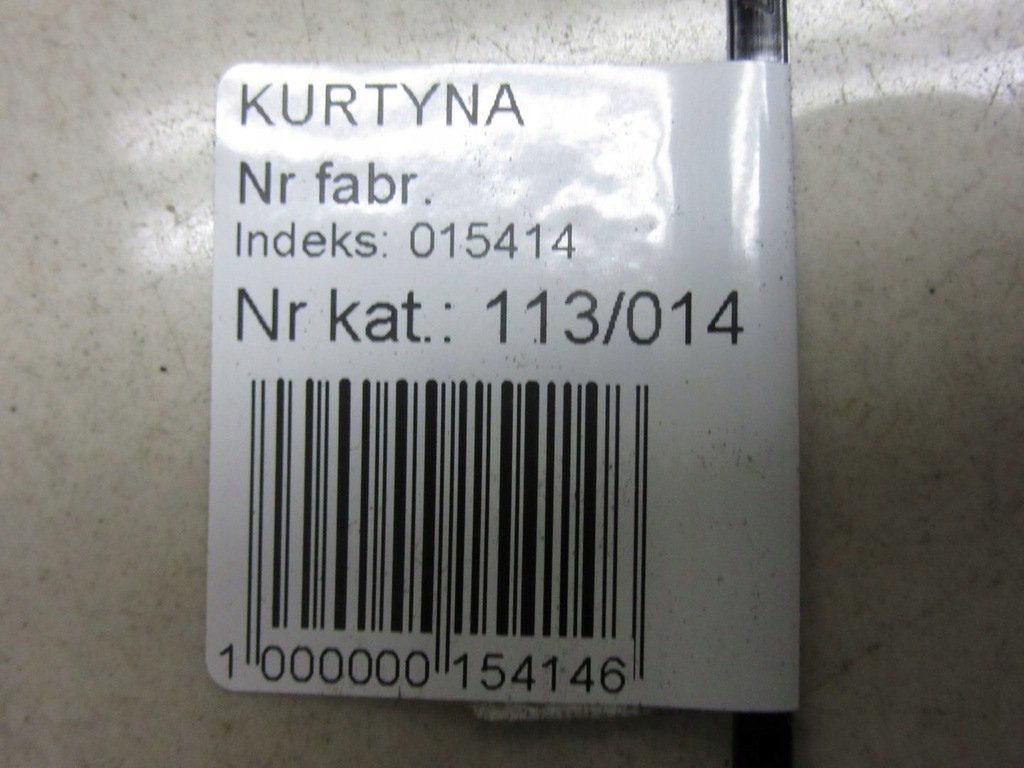 KURTYNA
Nr fabr.
Indeks: 015414
Nr kat.: 113/014
1 000000 154146